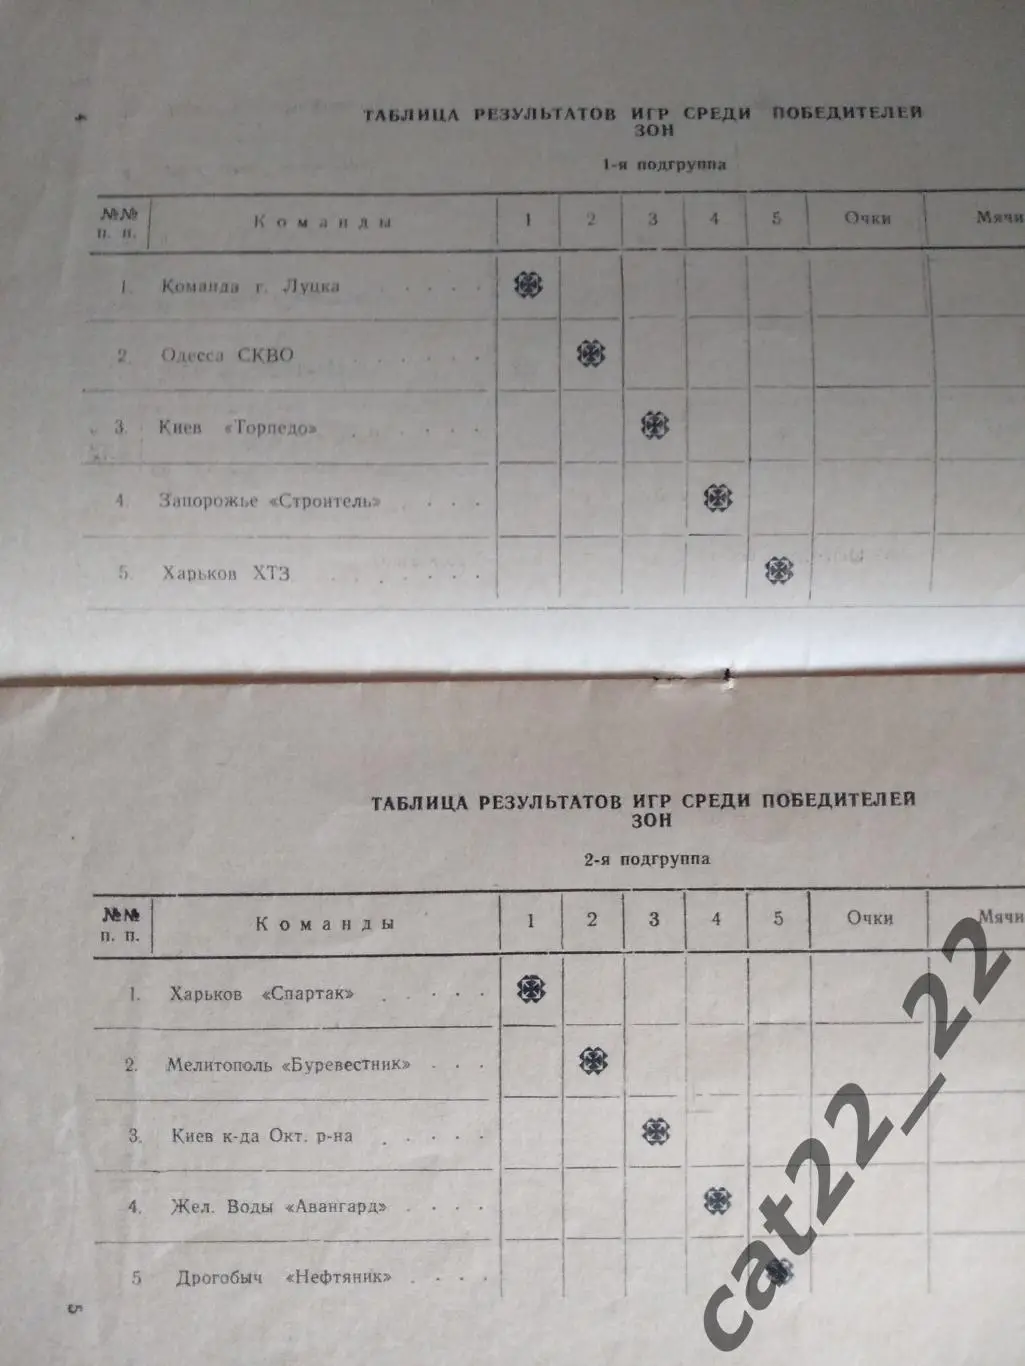 4
ТАБЛИЦА РЕЗУЛЬТАТОВ ИГР СРЕДИ ПОБЕДИТЕЛЕЙ
ЗОН
1-я подгруппа
№№ п. п. Команды 1 2 3 4 5 Очки Мячи
1. Команда г. Луцка
2. Одесса СКВО
3. Киев «Торпедо»
4. Запорожье «Строитель»
5. Харьков ХТЗ
ТАБЛИЦА РЕЗУЛЬТАТОВ ИГР СРЕДИ ПОБЕДИТЕЛЕЙ
ЗОН
2-я подгруппа
№№ п. п. Команды 1 2 3 4 5 Очки Мячи
1. Харьков «Спартак»
2. Мелитополь «Буревестник»
3. Киев к-да Окт. р-на
4. Жел. Воды «Авангард»
5 Дрогобыч «Нефтяник»
5
cat22_22